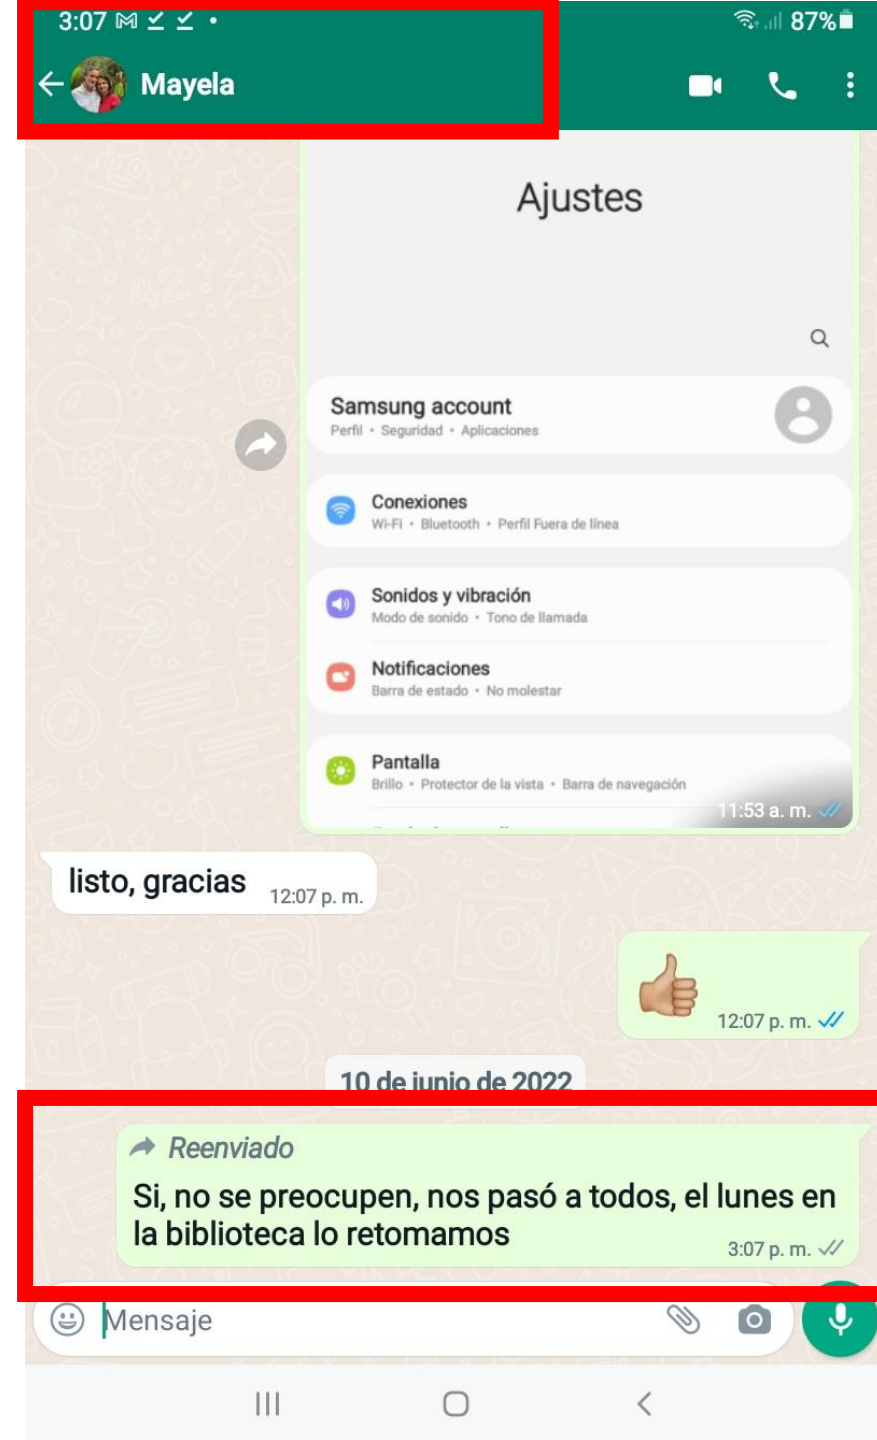 3:07 87%
Mayela
Ajustes
Samsung account
Perfil • Seguridad • Aplicaciones
Conexiones
Wi-Fi • Bluetooth • Perfil Fuera de línea
Sonidos y vibración
Modo de sonido • Tono de llamada
Notificaciones
Barra de estado • No molestar
Pantalla
Brillo • Protector de la vista • Barra de navegación
11:53 a. m.
listo, gracias 12:07 p. m.
12:07 p. m.
10 de junio de 2022
Reenviado
Si, no se preocupen, nos pasó a todos, el lunes en
la biblioteca lo retomamos
3:07 p. m.
Mensaje